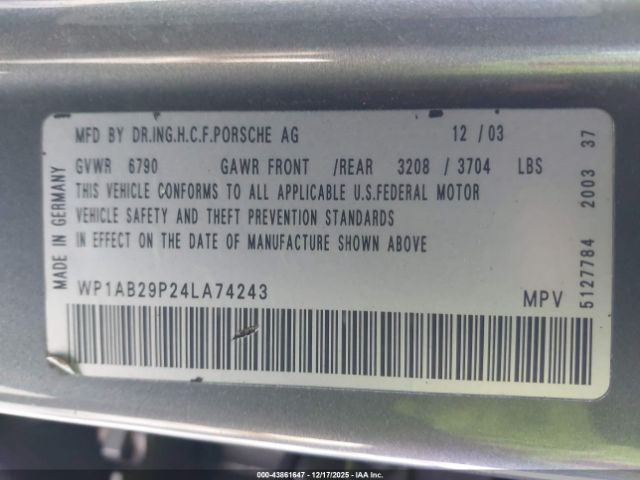 MFD BY DR.ING.H.C.F.PORSCHE AG 12 / 03
GVWR 6790 GAWR FRONT /REAR 3208 / 3704 LBS
THIS VEHICLE CONFORMS TO ALL APPLICABLE U.S.FEDERAL MOTOR
VEHICLE SAFETY AND THEFT PREVENTION STANDARDS
IN EFFECT ON THE DATE OF MANUFACTURE SHOWN ABOVE
WP1AB29P24LA74243 MPV
MADE IN GERMANY
5127784 2003 37
000-43861647 - 12/17/2025 - IAA Inc.